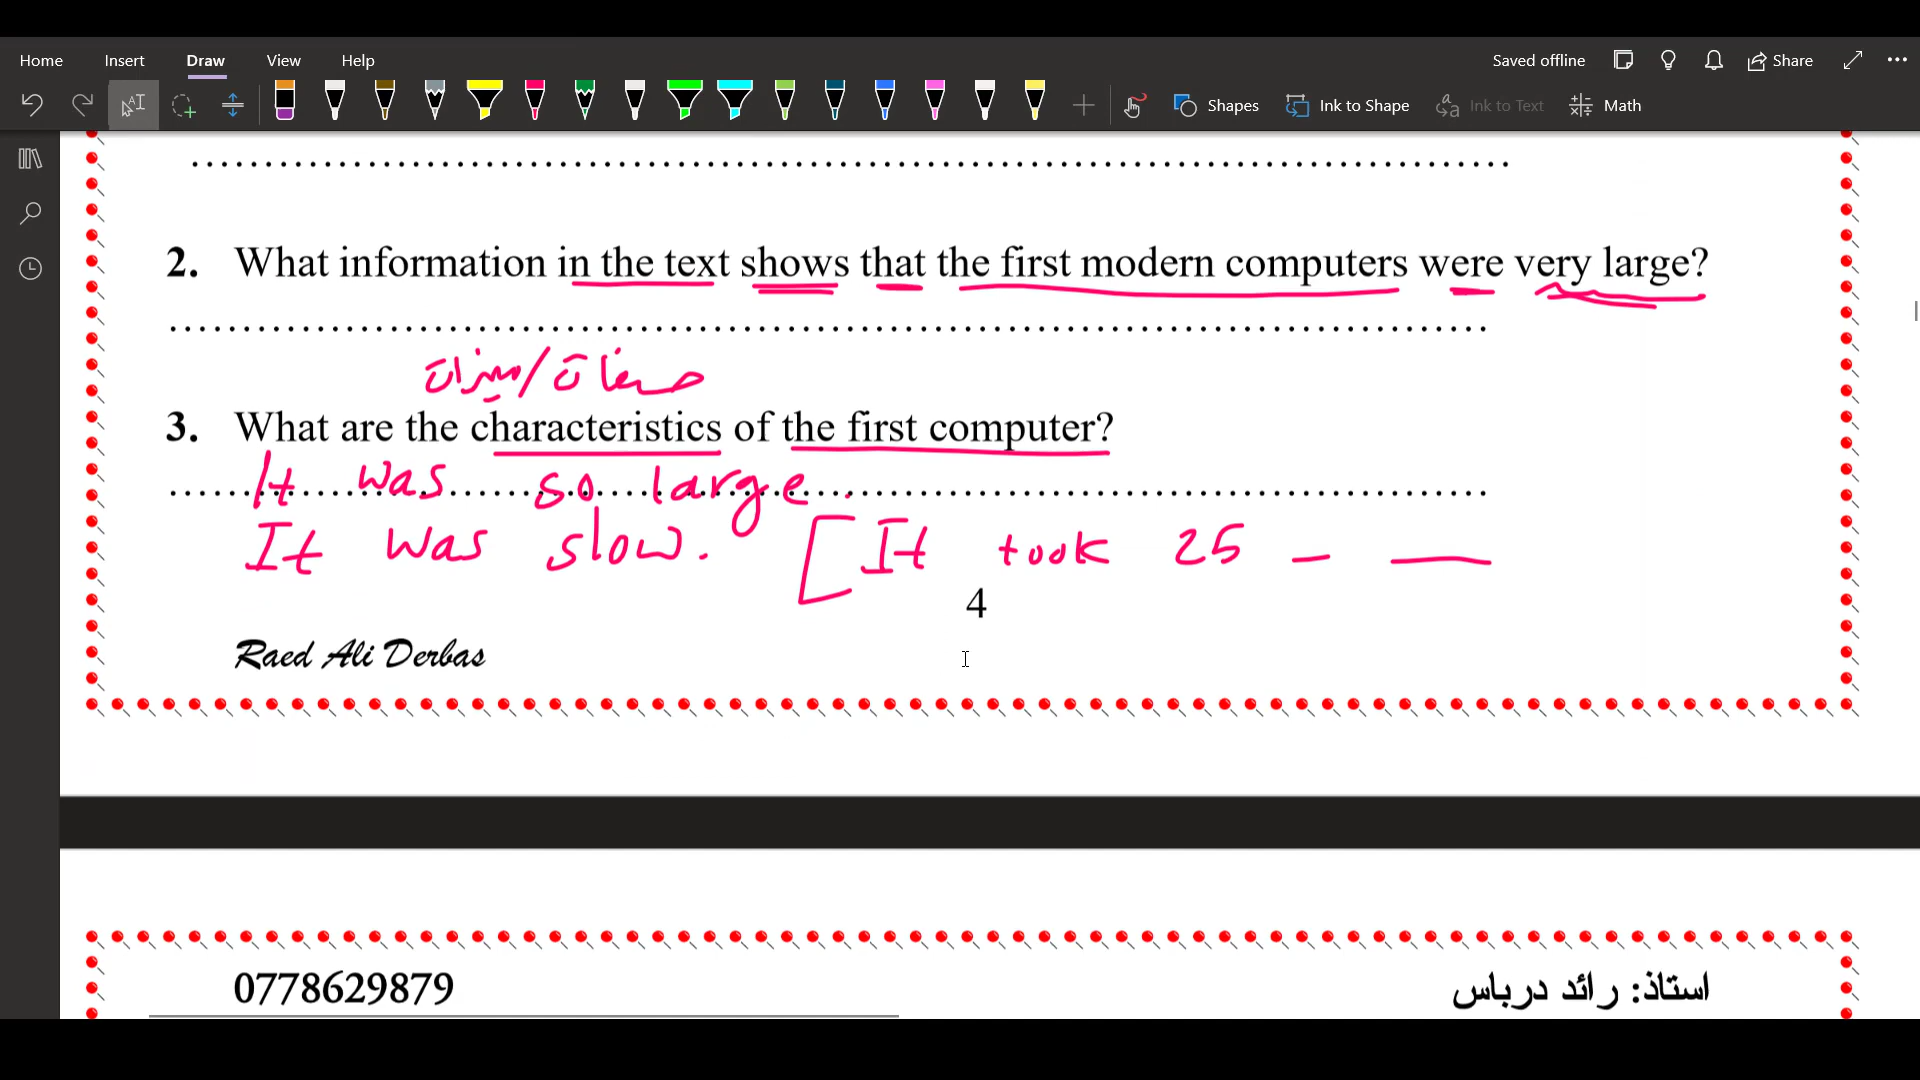 Home Insert Draw View Help Saved offline Share
Shapes Ink to Shape Ink to Text Math
2. What information in the text shows that the first modern computers were very large?
صفات/ميزات
3. What are the characteristics of the first computer?
It was so large.
It was slow. [It took 25
4
Raed Ali Derbas
0778629879 استاذ: رائد درباس